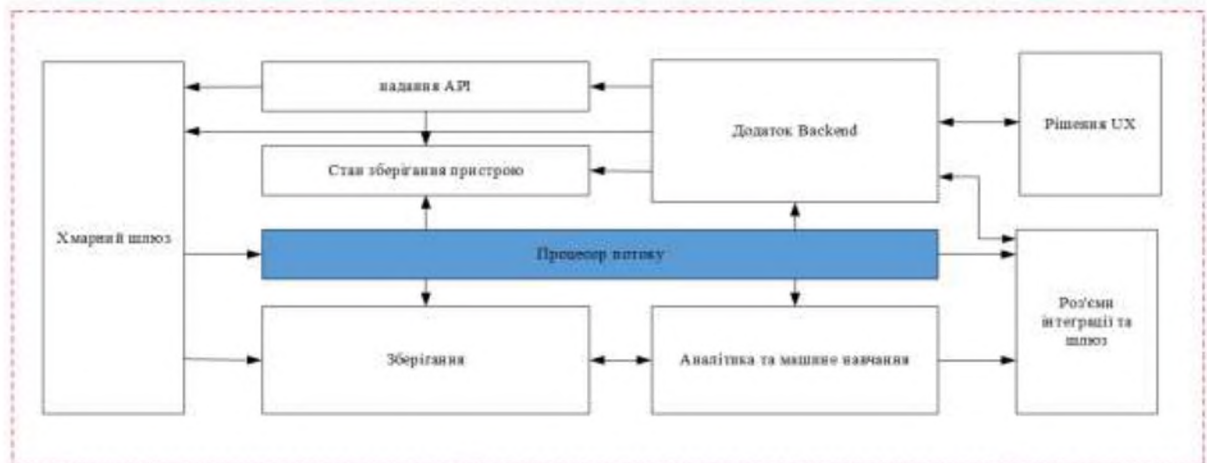 надання API
Додаток Backend
Рішення UX
Стан зберігання пристрою
Хмарний шлюз
Процесор потоку
Роз'єми
інтеграції та
шлюз
Зберігання
Аналітика та машинe навчання